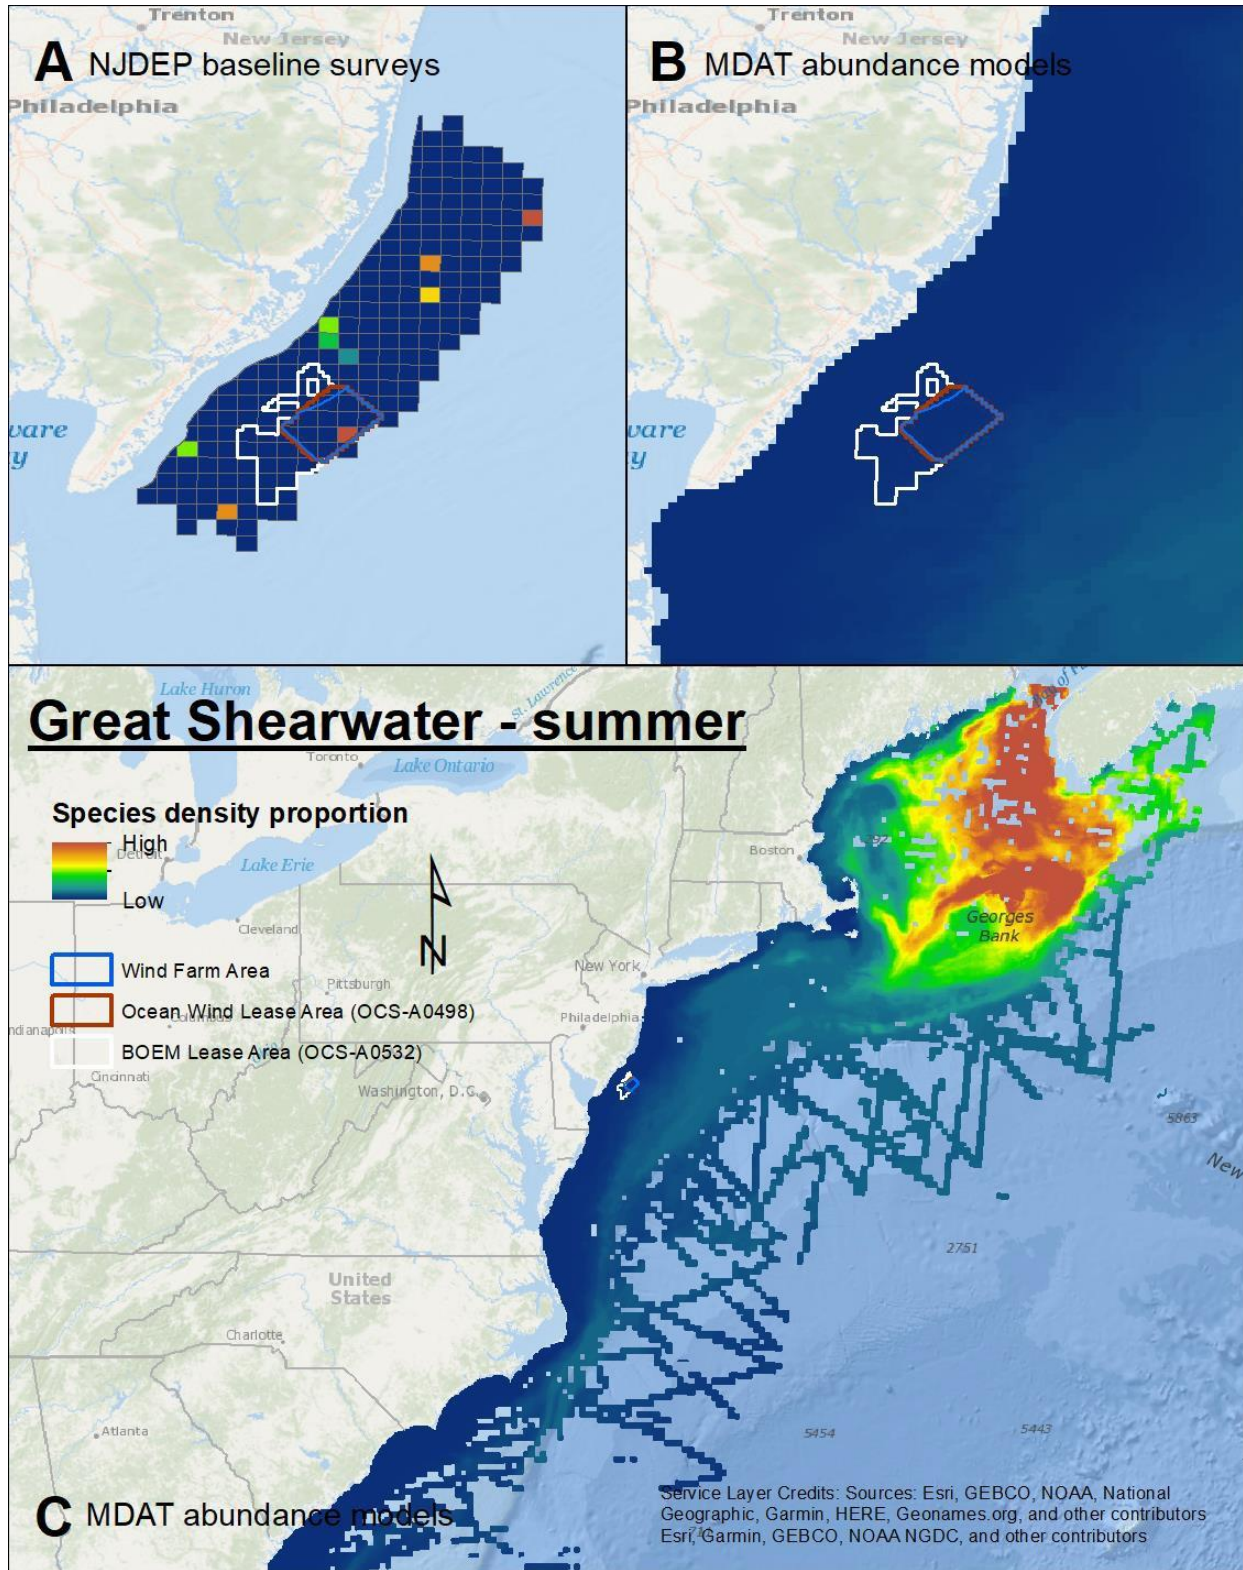 Trenton
New Jersey
A NJDEP baseline surveys
Philadelphia
ware
y
Trenton
New Jersey
B MDAT abundance models
Philadelphia
ware
y
Lake Huron
St. Lawrence
Great Shearwater - summer
Toronto
Lake Ontario
Species density proportion
High
Detroit
Low
Lake Erie
Boston
Cleveland
Georges
Bank
N
New York
Wind Farm Area
Pittsburgh
Ocean Wind Lease Area (OCS-A0498)
Philadelphia
ndianapolis
Columbus
BOEM Lease Area (OCS-A0532)
Cincinnati
Washington, D.C.
5863
New
2751
United
States
Charlotte
Atlanta
5454
5443
C MDAT abundance models
Service Layer Credits: Sources: Esri, GEBCO, NOAA, National
Geographic, Garmin, HERE, Geonames.org, and other contributors
Esri, Garmin, GEBCO, NOAA NGDC, and other contributors